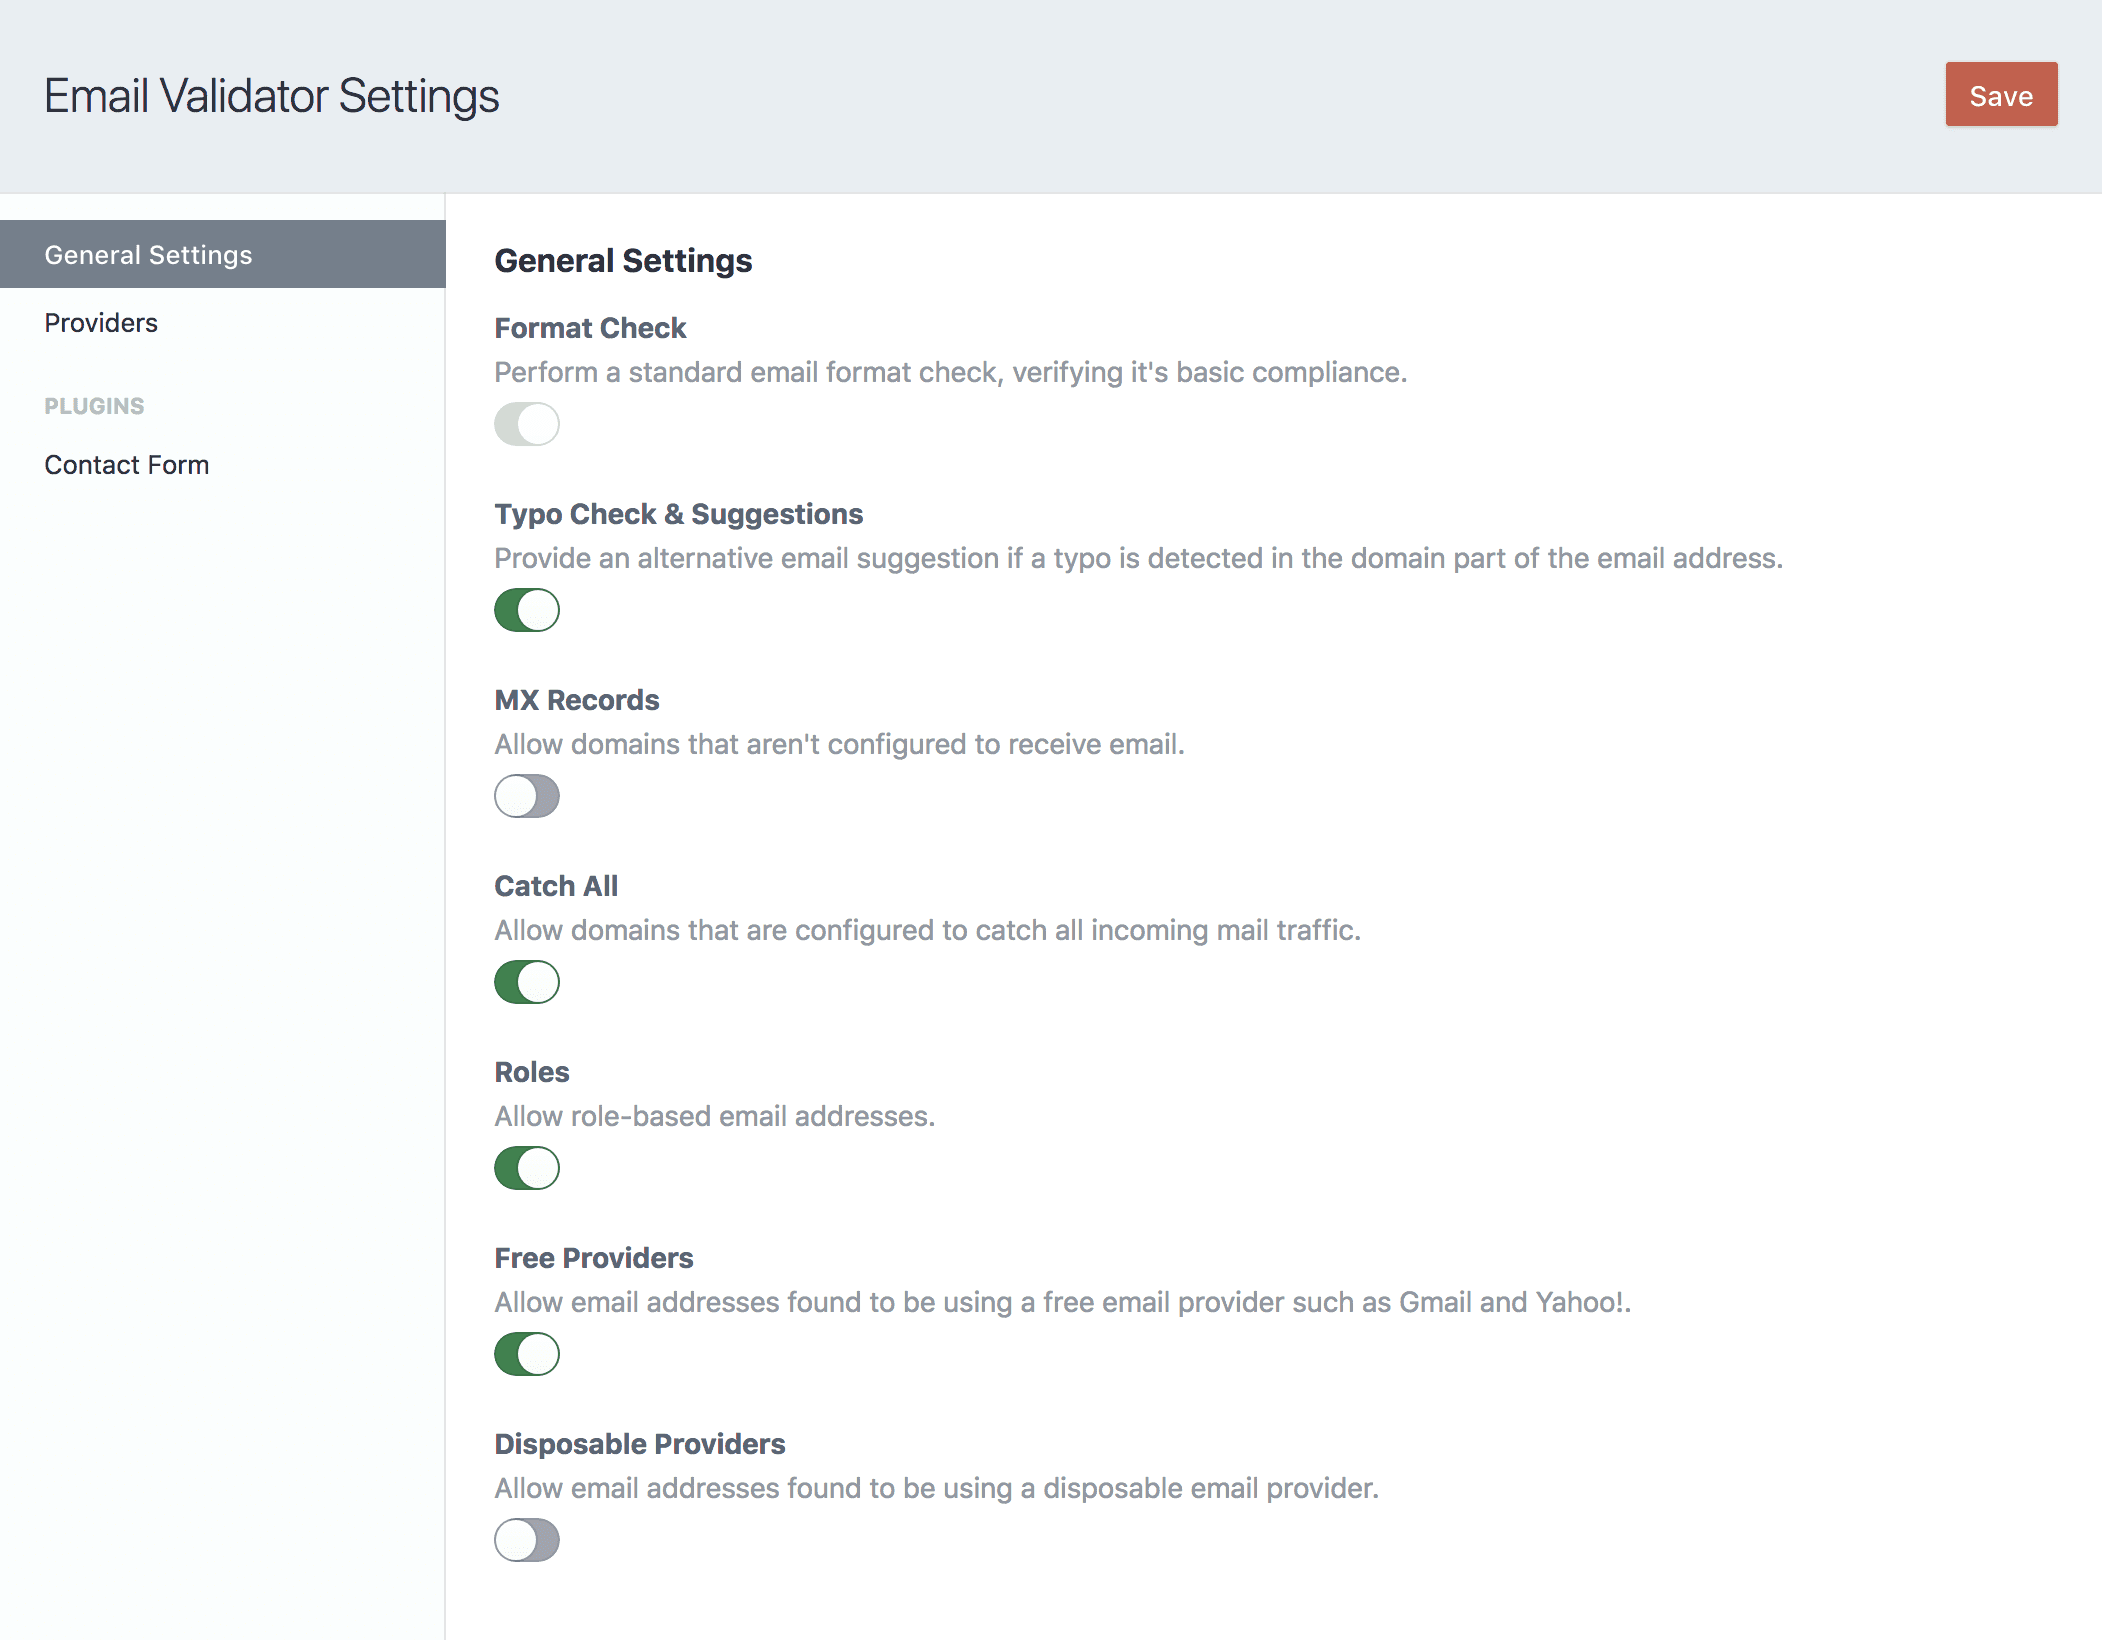 Email Validator Settings
Save
General Settings
Providers
PLUGINS
Contact Form
General Settings
Format Check
Perform a standard email format check, verifying it's basic compliance.
Typo Check & Suggestions
Provide an alternative email suggestion if a typo is detected in the domain part of the email address.
MX Records
Allow domains that aren't configured to receive email.
Catch All
Allow domains that are configured to catch all incoming mail traffic.
Roles
Allow role-based email addresses.
Free Providers
Allow email addresses found to be using a free email provider such as Gmail and Yahoo!.
Disposable Providers
Allow email addresses found to be using a disposable email provider.